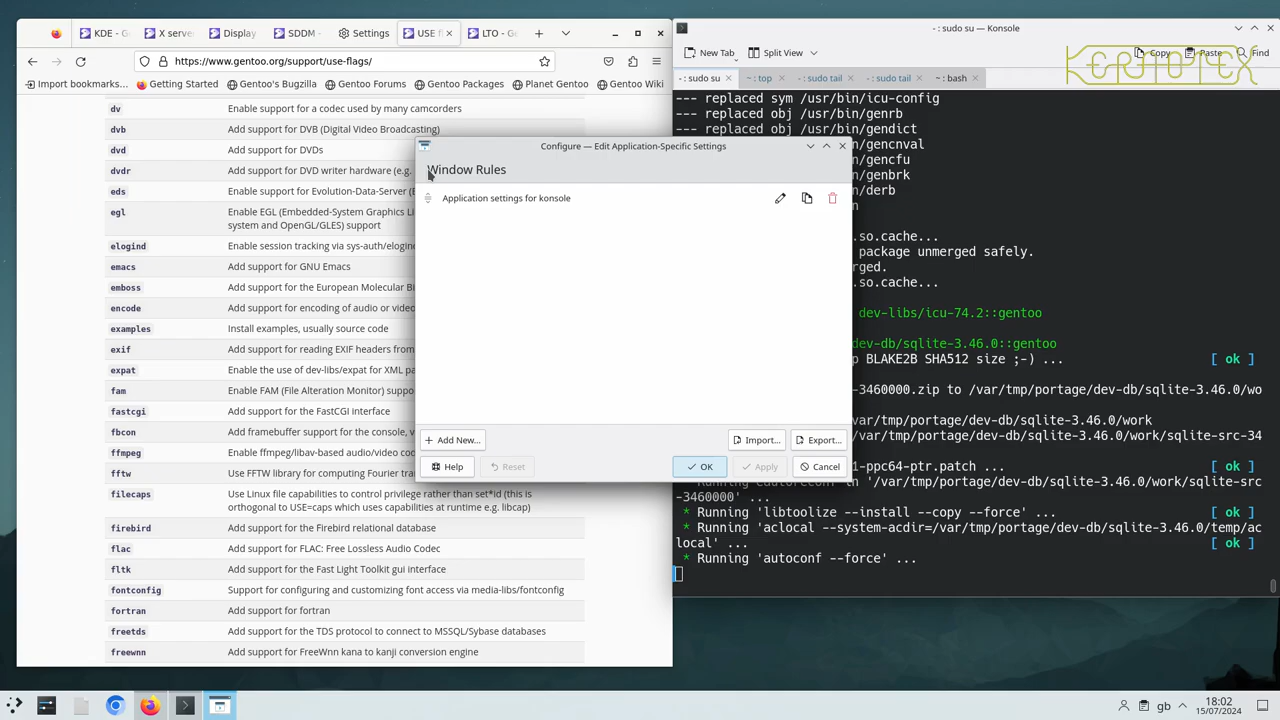 KDE - G
X serve
Display
SDDM -
Settings
USE f
LTO - G
https://www.gentoo.org/support/use-flags/
Import bookmarks...
Getting Started
Gentoo's Bugzilla
Gentoo Forums
Gentoo Packages
Planet Gentoo
Gentoo Wiki
dv Enable support for a codec used by many camcorders
dvb Add support for DVB (Digital Video Broadcasting)
dvd Add support for DVDs
dvdr Add support for DVD writer hardware (e.g.
eds Enable support for Evolution-Data-Server (E
egl Enable EGL (Embedded-System Graphics Li
system and OpenGL/GLES) support
elogind Enable session tracking via sys-auth/elogin
emacs Add support for GNU Emacs
emboss Add support for the European Molecular Bi
encode Add support for encoding of audio or video
examples Install examples, usually source code
exif Add support for reading EXIF headers from
expat Enable the use of dev-libs/expat for XML pa
fam Enable FAM (File Alteration Monitor) suppo
fastcgi Add support for the FastCGI interface
fbcon Add framebuffer support for the console, v
ffmpeg Enable ffmpeg/libav-based audio/video cod
fftw Use FFTW library for computing Fourier tran
filecaps Use Linux file capabilities to control privilege rather than set*id (this is
orthogonal to USE=caps which uses capabilities at runtime e.g. libcap)
firebird Add support for the Firebird relational database
flac Add support for FLAC: Free Lossless Audio Codec
fltk Add support for the Fast Light Toolkit gui interface
fontconfig Support for configuring and customizing font access via media-libs/fontconfig
fortran Add support for fortran
freetds Add support for the TDS protocol to connect to MSSQL/Sybase databases
freewnn Add support for FreeWnn kana to kanji conversion engine
Configure — Edit Application-Specific Settings
Window Rules
Application settings for konsole
Add New...
Import...
Export...
Help
Reset
OK
Apply
Cancel
- : sudo su — Konsole
New Tab
Split View
Copy
Paste
Find
- : sudo su
~ : top
- : sudo tail
- : sudo tail
~ : bash
--- replaced sym /usr/bin/icu-config
--- replaced obj /usr/bin/genrb
--- replaced obj /usr/bin/gendict
gencnval
gencfu
genbrk
derb
n
.so.cache...
package unmerged safely.
rged.
.so.cache...
dev-libs/icu-74.2::gentoo
dev-db/sqlite-3.46.0::gentoo
p BLAKE2B SHA512 size ;-) ... [ ok ]
-3460000.zip to /var/tmp/portage/dev-db/sqlite-3.46.0/wo
/var/tmp/portage/dev-db/sqlite-3.46.0/work
/var/tmp/portage/dev-db/sqlite-3.46.0/work/sqlite-src-34
1-ppc64-ptr.patch ... [ ok ]
* Running eautoreconf in '/var/tmp/portage/dev-db/sqlite-3.46.0/work/sqlite-src
-3460000' ...
* Running 'libtoolize --install --copy --force' ... [ ok ]
* Running 'aclocal --system-acdir=/var/tmp/portage/dev-db/sqlite-3.46.0/temp/ac
local' ... [ ok ]
* Running 'autoconf --force' ...
gb
18:02
15/07/2024